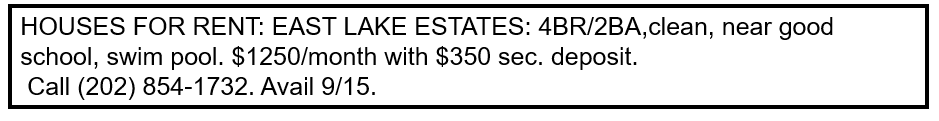 HOUSES FOR RENT: EAST LAKE ESTATES: 4BR/2BA,clean, near good
school, swim pool. $1250/month with $350 sec. deposit.
Call (202) 854-1732. Avail 9/15.